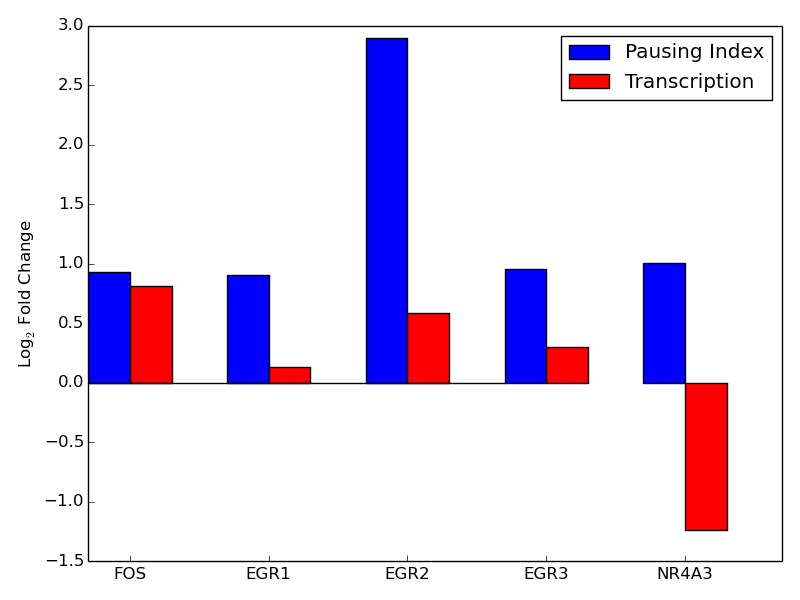 3.0
2.5
2.0
1.5
1.0
0.5
0.0
−0.5
−1.0
−1.5
Log₂ Fold Change
Pausing Index
Transcription
FOS EGR1 EGR2 EGR3 NR4A3